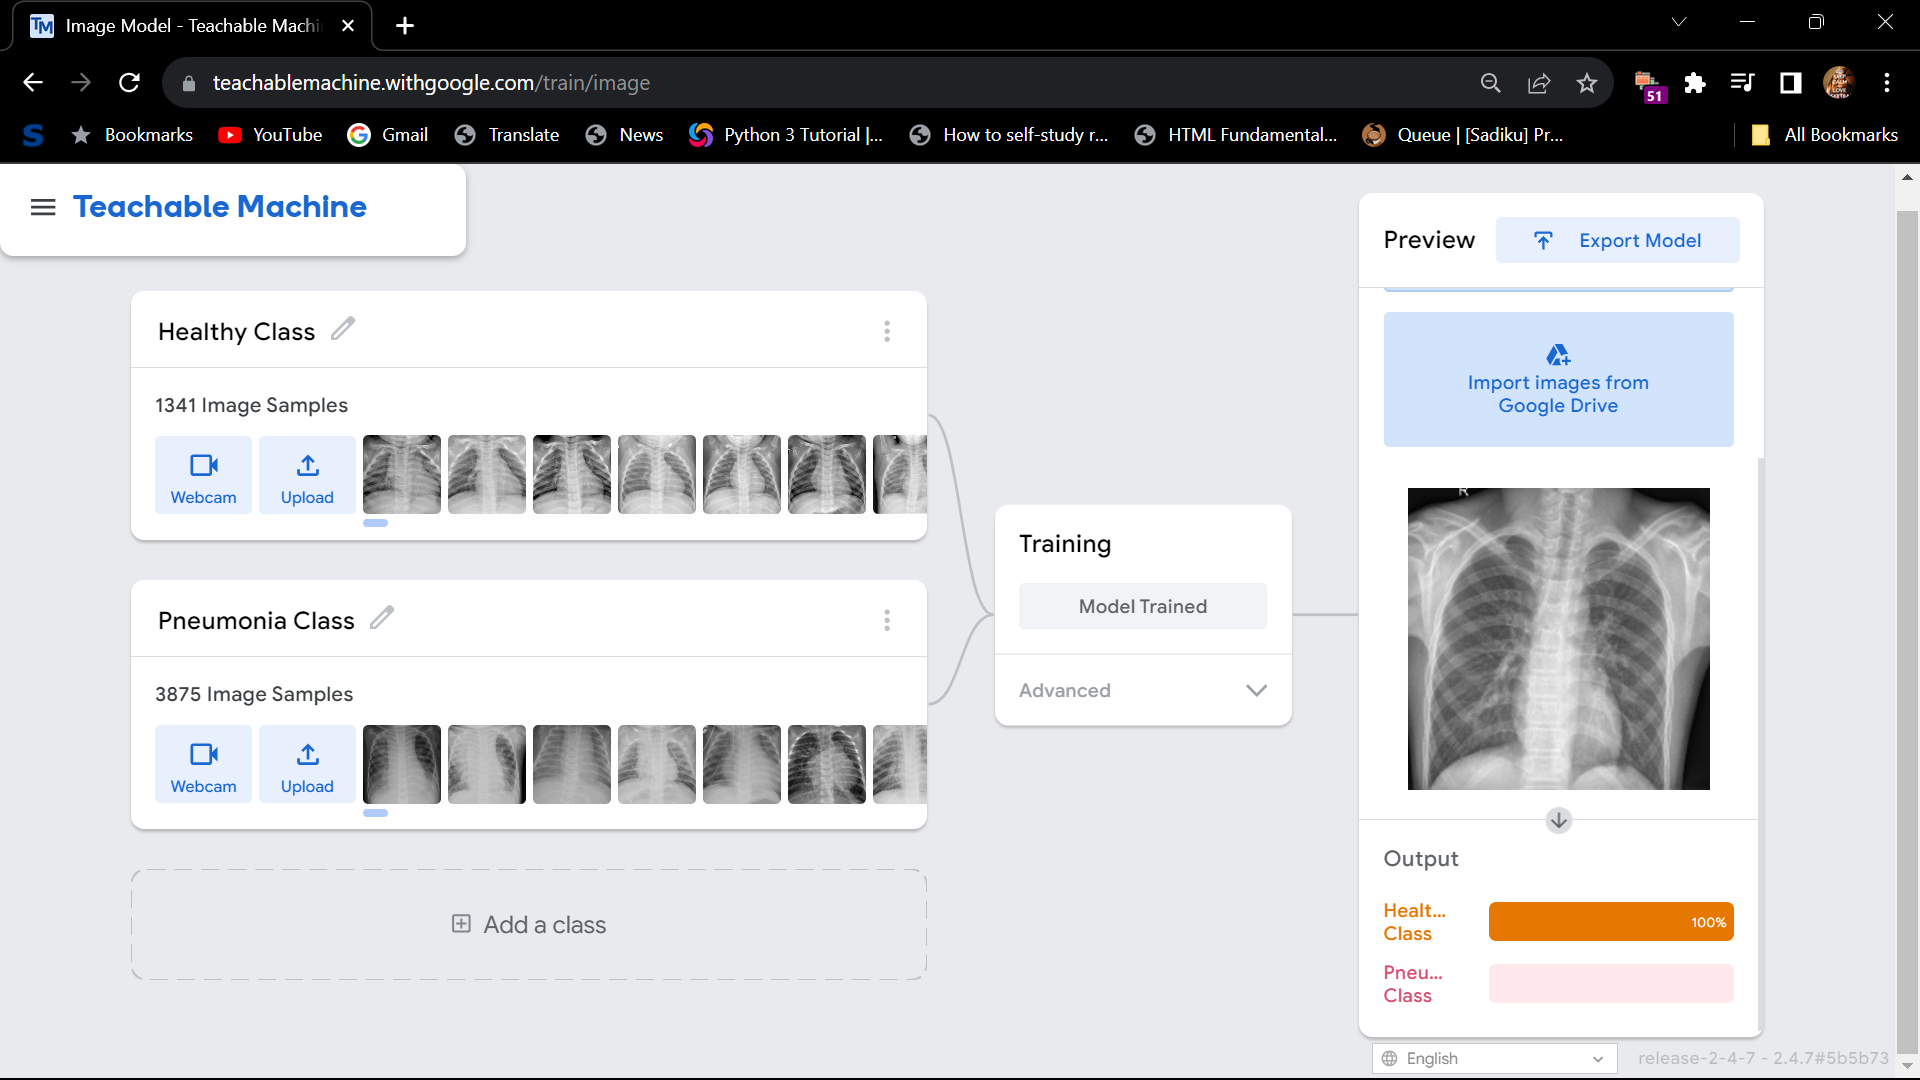 Image Model - Teachable Machi
teachablemachine.withgoogle.com/train/image
51
Bookmarks
YouTube
Gmail
Translate
News
Python 3 Tutorial |...
How to self-study r...
HTML Fundamental...
Queue | [Sadiku] Pr...
All Bookmarks
Teachable Machine
Preview
Export Model
Import images from
Google Drive
Healthy Class
1341 Image Samples
Webcam
Upload
Pneumonia Class
3875 Image Samples
Webcam
Upload
Add a class
Training
Model Trained
Advanced
R
Output
Healt...
Class
100%
Pneu...
Class
English
release-2-4-7 - 2.4.7#5b5b73